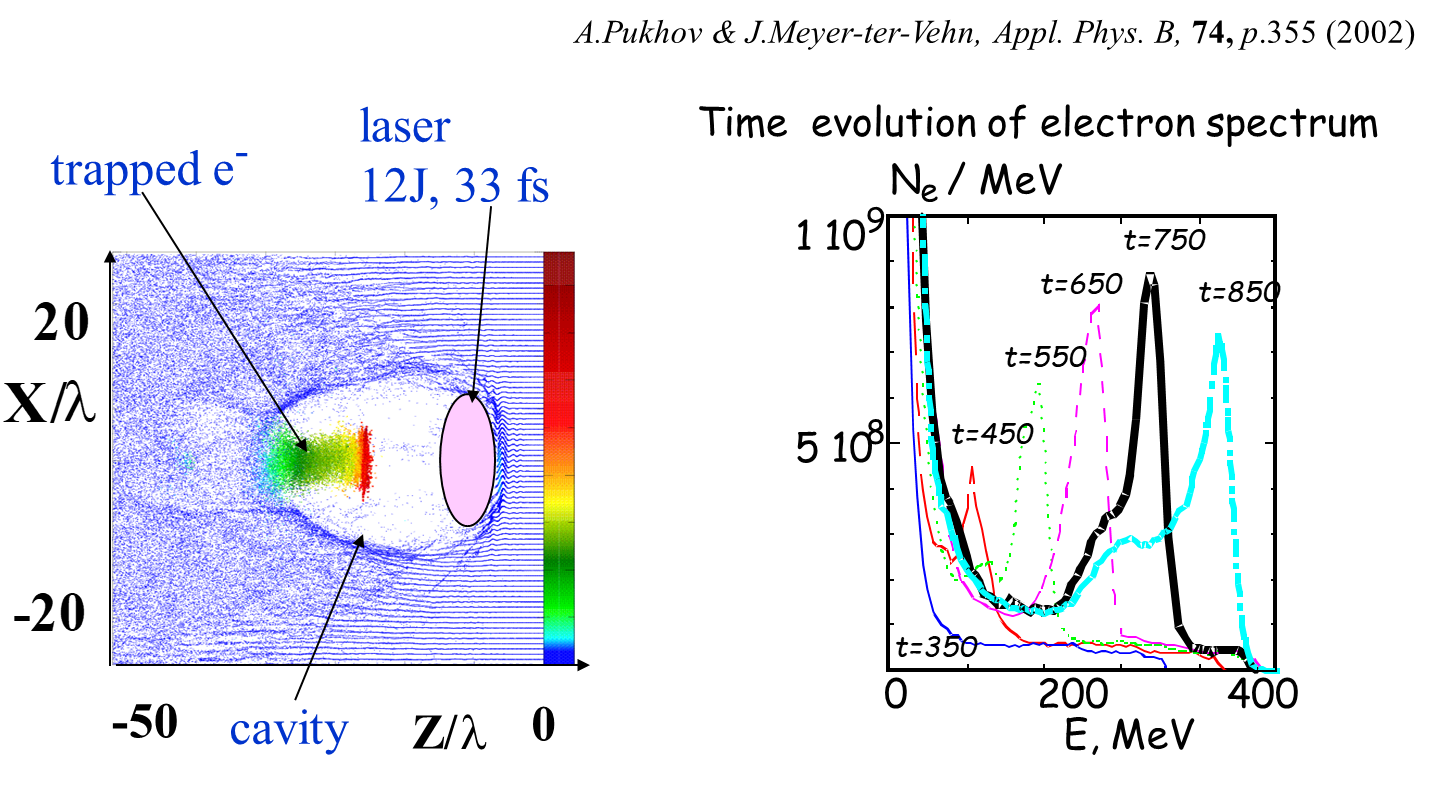 A.Pukhov & J.Meyer-ter-Vehn, Appl. Phys. B, 74, p.355 (2002)
laser
12J, 33 fs
trapped e-
20
X/λ
-20
-50
cavity
Z/λ
0
Time evolution of electron spectrum
Ne / MeV
1 10^9
t=750
t=650
t=850
t=550
5 10^8
t=450
t=350
0
200
400
E, MeV